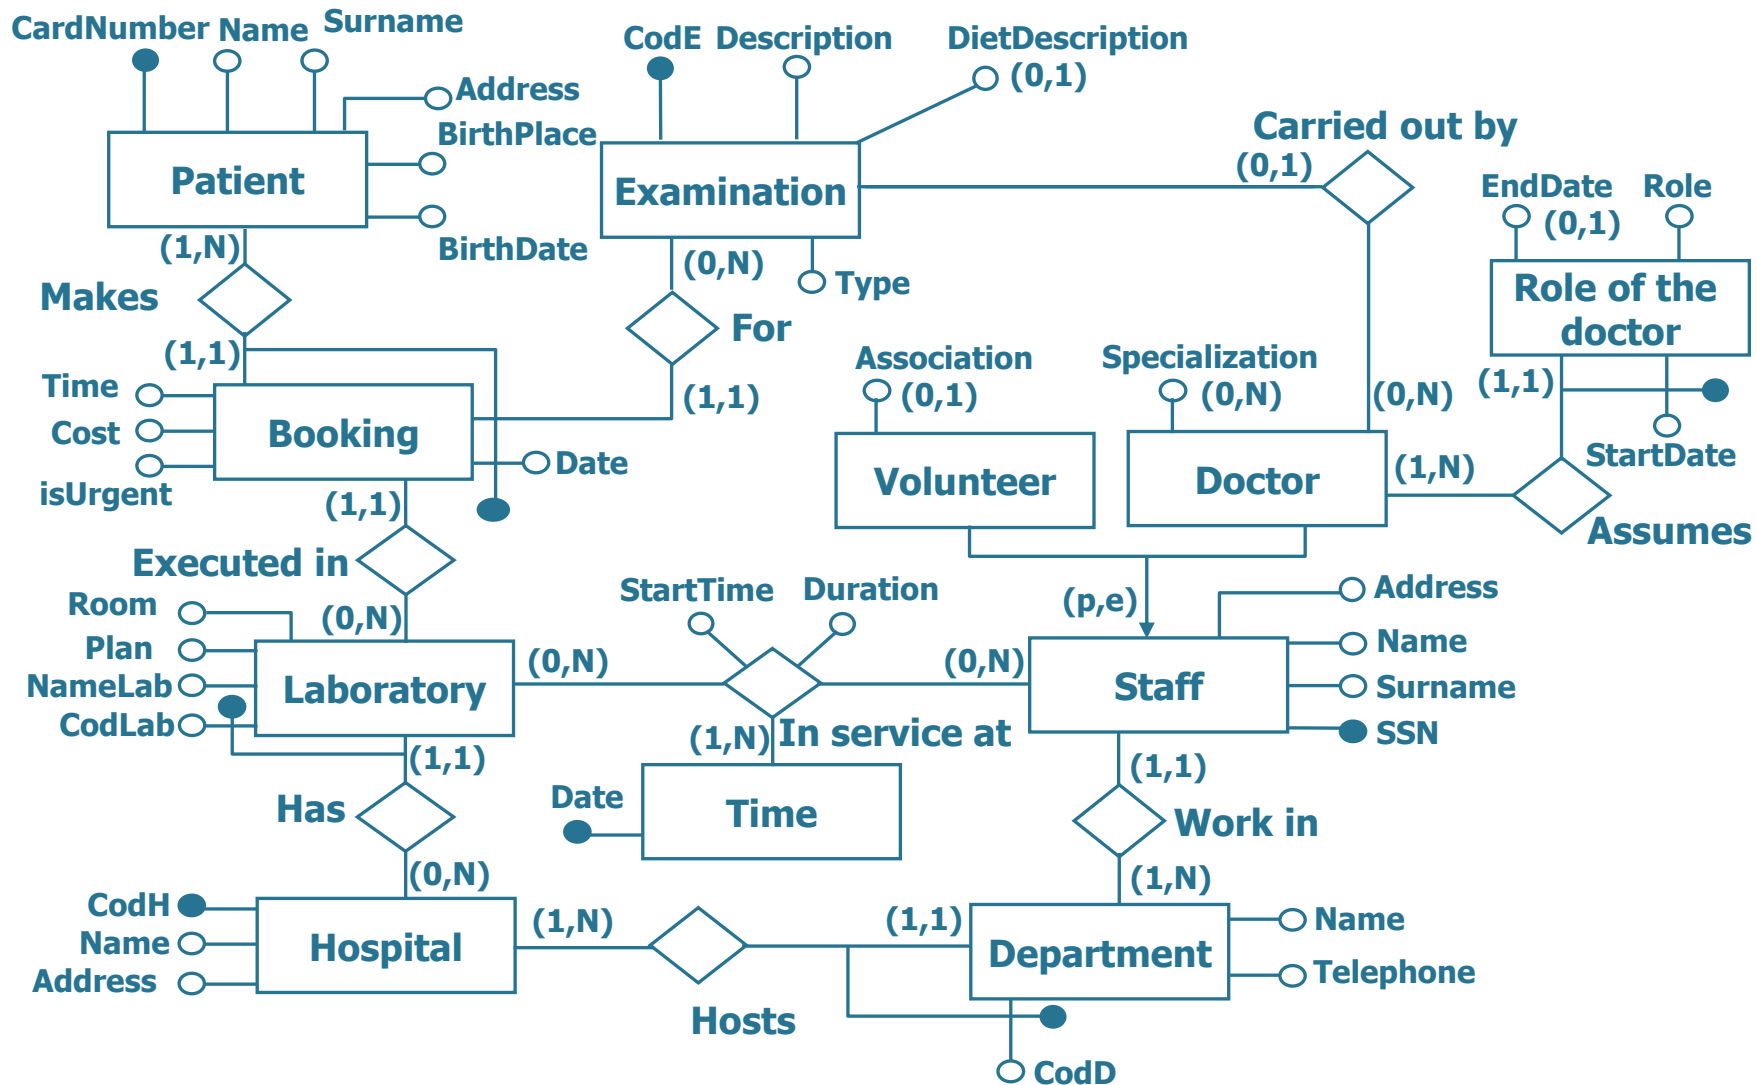 CardNumber Name Surname
Address
BirthPlace
BirthDate
Patient
(1,N)
Makes
(1,1)
Time
Cost
isUrgent
Booking
Date
(1,1)
Executed in
(0,N)
CodE Description DietDescription
(0,1)
Examination
Type
(0,N)
For
(1,1)
Carried out by
(0,1)
(0,N)
EndDate Role
(0,1)
Role of the
doctor
(1,1)
StartDate
Assumes
(1,N)
Association
(0,1)
Volunteer
Specialization
(0,N)
Doctor
(p,e)
Room
Plan
NameLab
CodLab
Laboratory
(0,N)
StartTime Duration
(0,N)
In service at
(1,N)
Date
Time
Staff
Address
Name
Surname
SSN
(1,1)
Work in
(1,N)
(1,1)
Has
(0,N)
CodH
Name
Address
Hospital
(1,N)
Hosts
(1,1)
Department
Name
Telephone
CodD